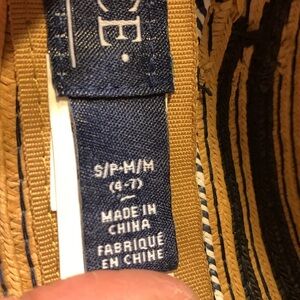 CE.
S/P-M/M
(4-7)
MADE IN
CHINA
FABRIQUÉ
EN CHINE